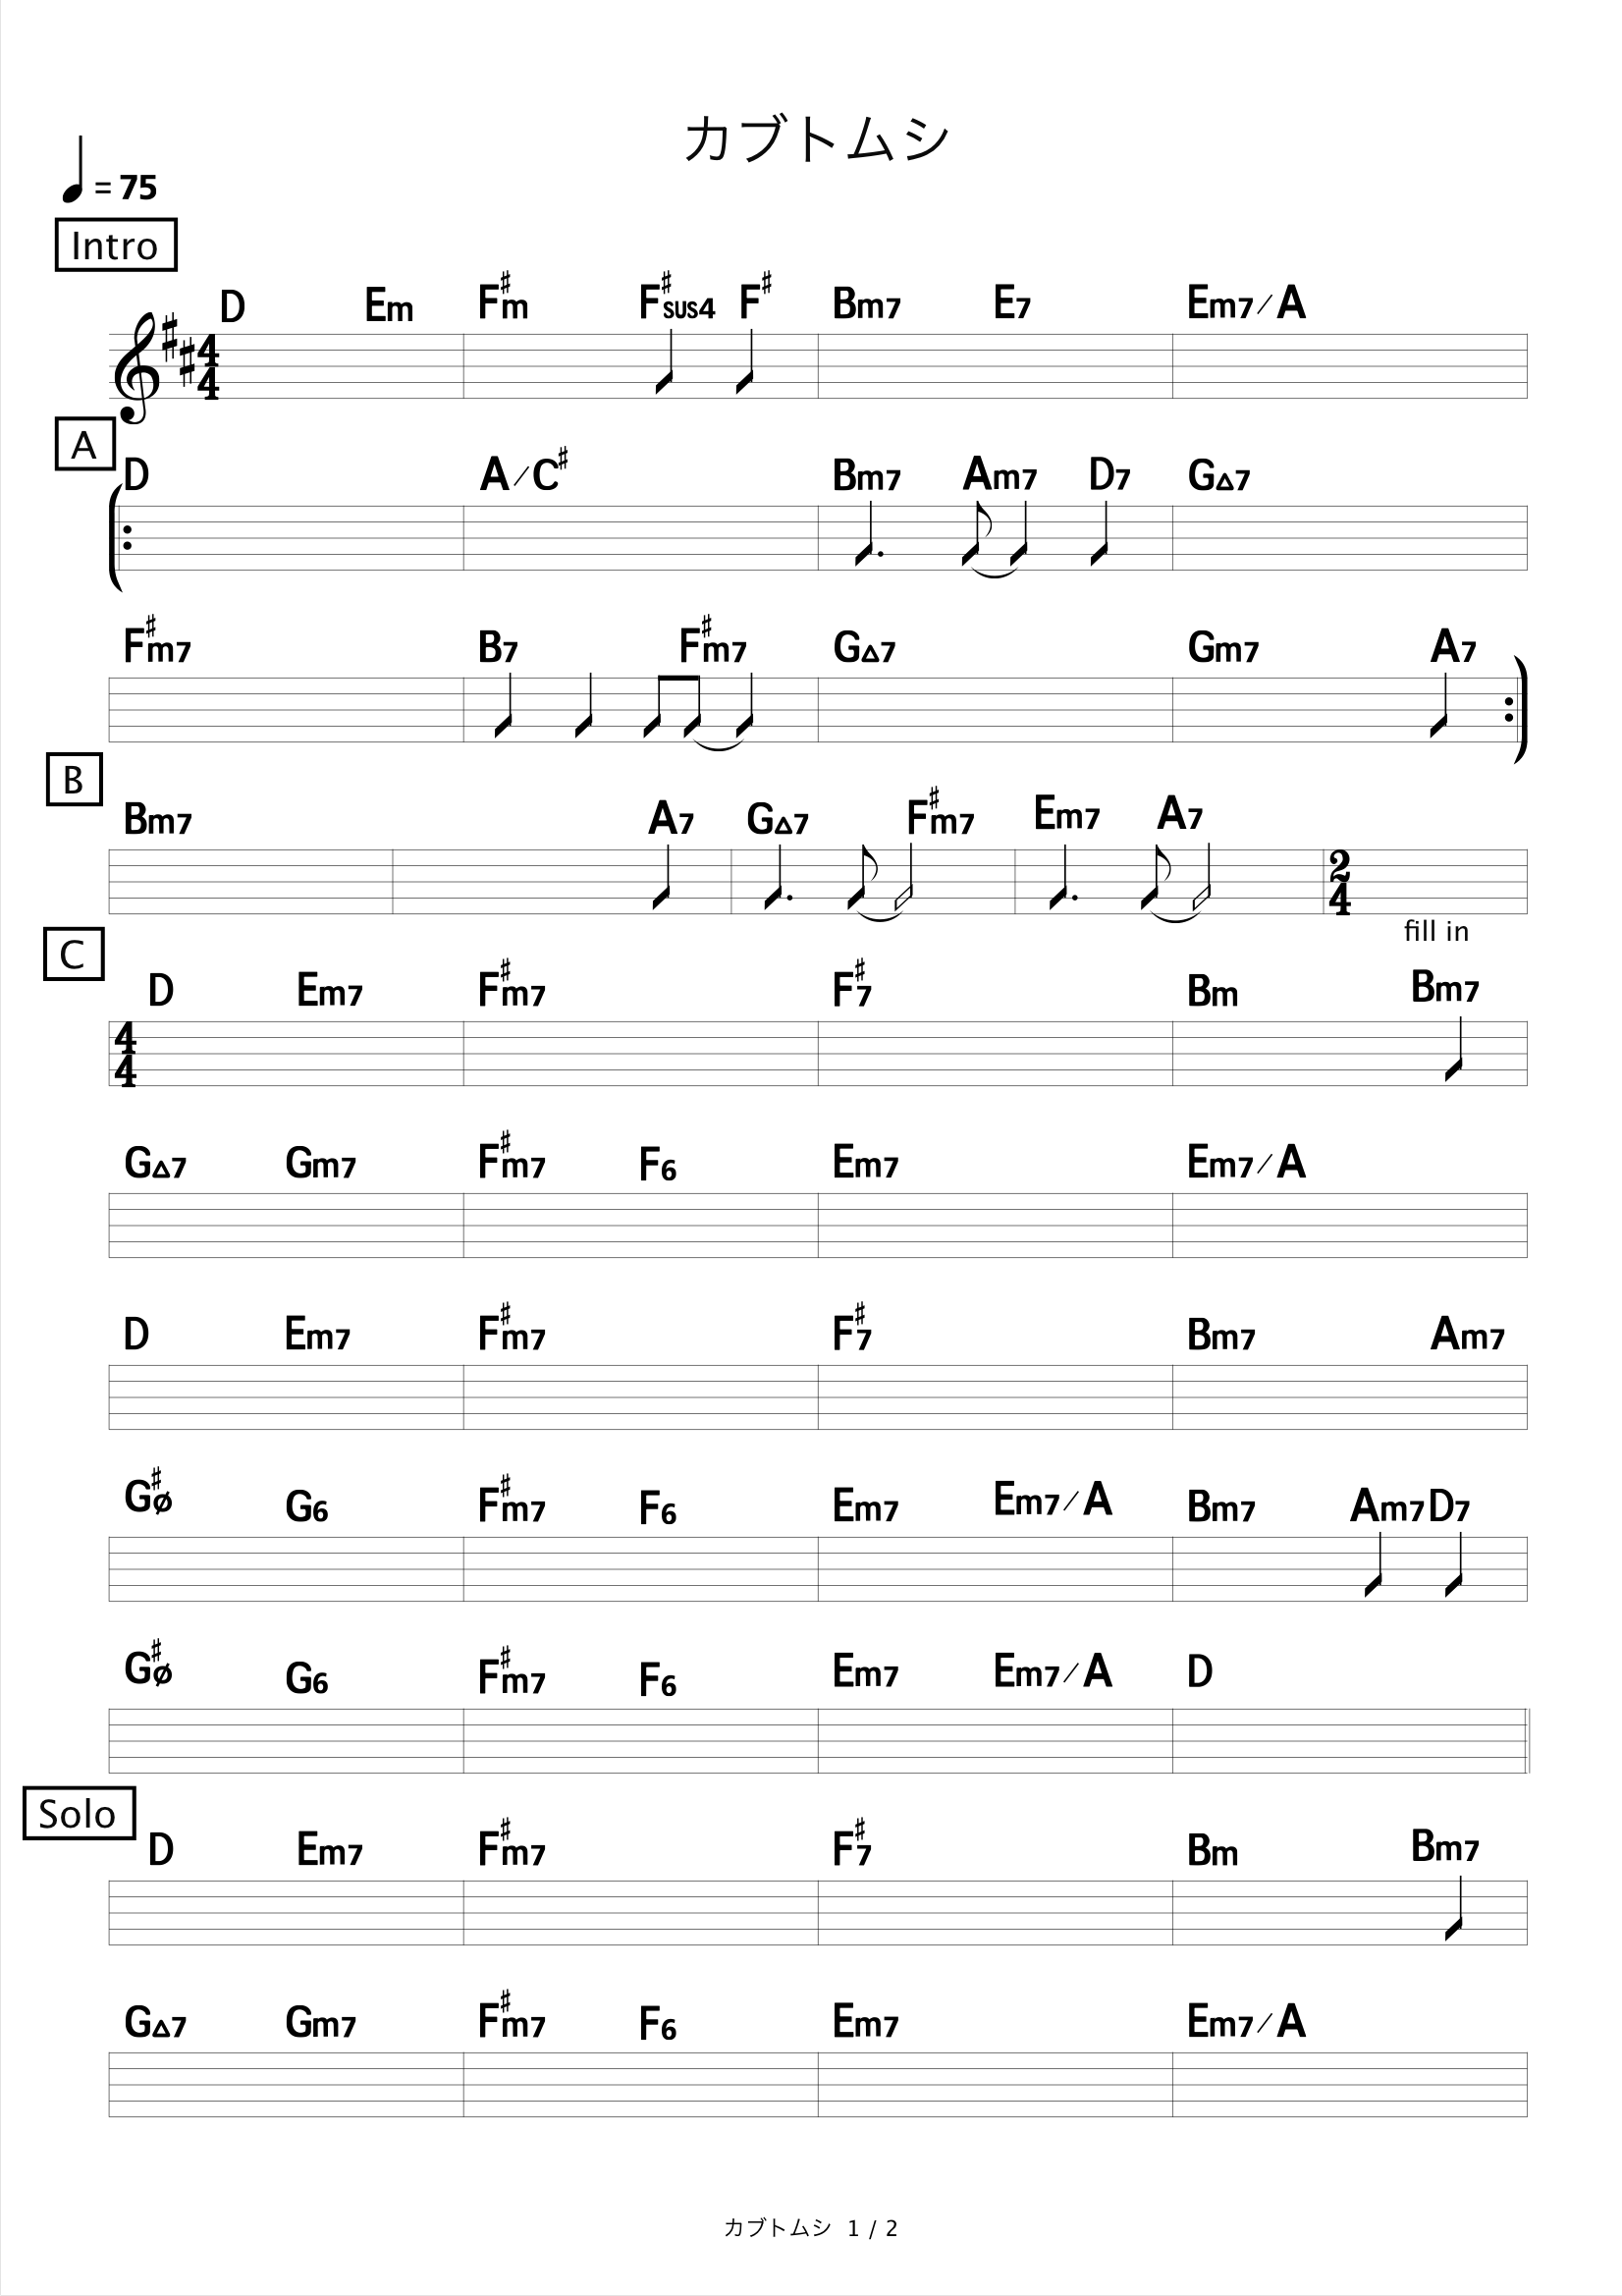 カブトムシ
= 75
Intro
D Em F♯m F♯sus4 F♯ Bm7 E7 Em7/A
4
4
A
D A/C♯ Bm7 Am7 D7 G△7
F♯m7 B7 F♯m7 G△7 Gm7 A7
B
Bm7 A7 G△7 F♯m7 Em7 A7
2
4
fill in
C
D Em7 F♯m7 F♯7 Bm Bm7
4
4
G△7 Gm7 F♯m7 F6 Em7 Em7/A
D Em7 F♯m7 F♯7 Bm7 Am7
G♯ø G6 F♯m7 F6 Em7 Em7/A Bm7 Am7 D7
G♯ø G6 F♯m7 F6 Em7 Em7/A D
Solo
D Em7 F♯m7 F♯7 Bm Bm7
G△7 Gm7 F♯m7 F6 Em7 Em7/A
カブトムシ 1 / 2